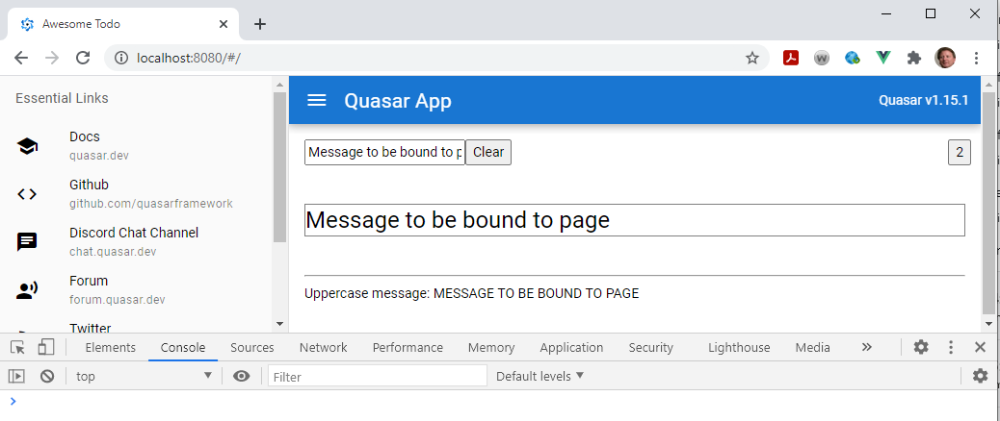 Awesome Todo
localhost:8080/#/
Essential Links
Docs
quasar.dev
Github
github.com/quasarframework
Discord Chat Channel
chat.quasar.dev
Forum
forum.quasar.dev
Twitter
Quasar App
Quasar v1.15.1
Message to be bound to p
Clear
2
Message to be bound to page
Uppercase message: MESSAGE TO BE BOUND TO PAGE
Elements Console Sources Network Performance Memory Application Security Lighthouse Media
top Filter Default levels